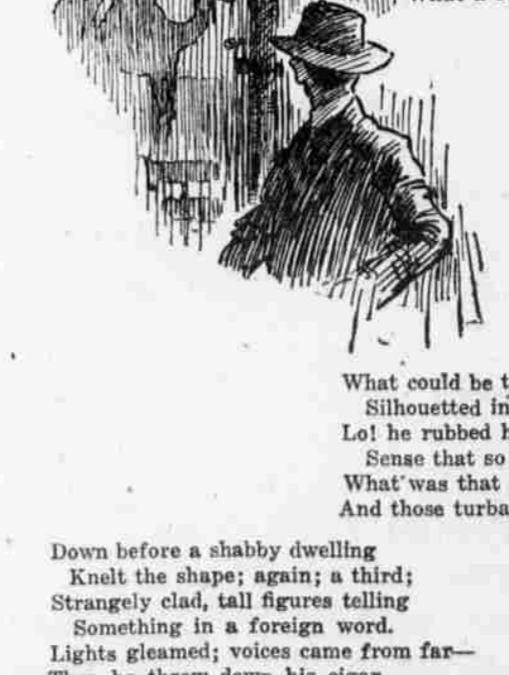 What could be
Silhouetted in
Lo! he rubbed
Sense that so
What was that
And those
Down before a shabby dwelling
Knelt the shape; again; a third;
Strangely clad, tall figures telling
Something in a foreign word.
Lights gleamed; voices came from far—